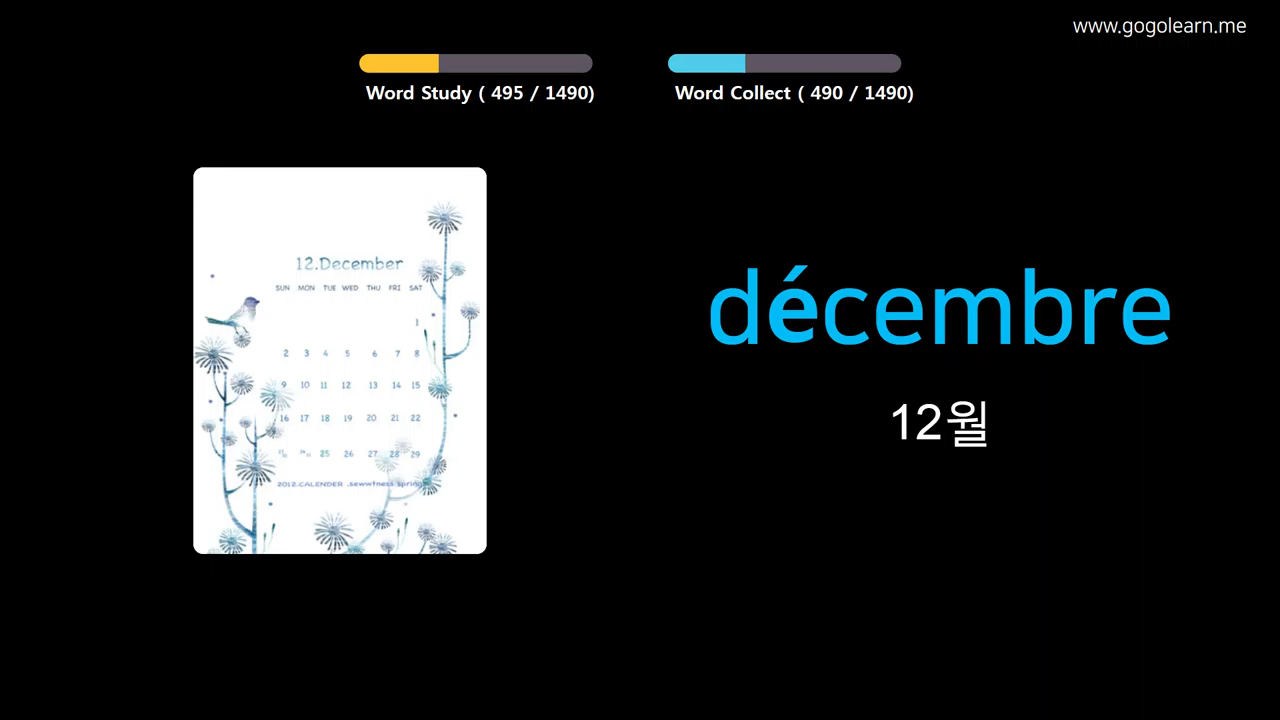 www.gogolearn.me
Word Study ( 495 / 1490)
Word Collect ( 490 / 1490)
12.December
SUN MON TUE WED THU FRI SAT
1
2 3 4 5 6 7 8
9 10 11 12 13 14 15
16 17 18 19 20 21 22
25 26 27 28 29
2012.CALENDER .sewwtness spring
décembre
12월